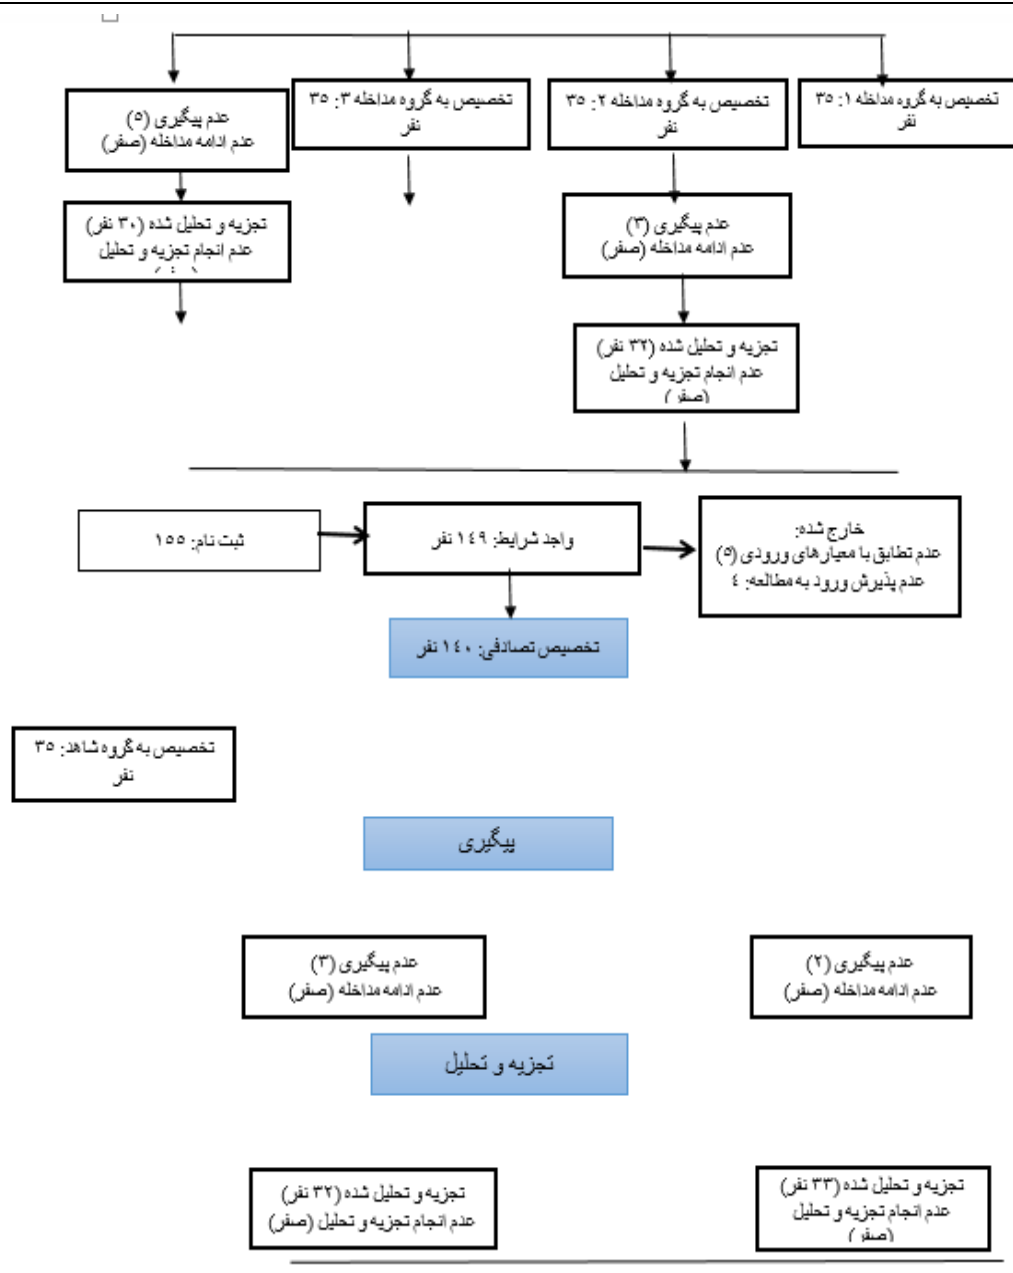 تخصیص به گروه مداخله ۱: ۳۵
نفر
تخصیص به گروه مداخله ۲: ۳۵
نفر
تخصیص به گروه مداخله ۳: ۳۵
نفر
عدم پیگیری (۵)
عدم ادامه مداخله (صفر)
تجزیه و تحلیل شده (۳۰ نفر)
عدم انجام تجزیه و تحلیل
عدم پیگیری (۳)
عدم ادامه مداخله (صفر)
تجزیه و تحلیل شده (۳۲ نفر)
عدم انجام تجزیه و تحلیل
(صفر)
خارج شده:
عدم تطابق با معیارهای ورودی (۵)
عدم پذیرش ورود به مطالعه: ٤
واجد شرایط: ۱٤۹ نفر
ثبت نام: ۱۵۵
تخصیص تصادفی: ۱٤۰ نفر
تخصیص به گروه شاهد: ۳۵
نفر
پیگیری
عدم پیگیری (۲)
عدم ادامه مداخله (صفر)
عدم پیگیری (۳)
عدم ادامه مداخله (صفر)
تجزیه و تحلیل
تجزیه و تحلیل شده (۳۳ نفر)
عدم انجام تجزیه و تحلیل
(صفر)
تجزیه و تحلیل شده (۳۲ نفر)
عدم انجام تجزیه و تحلیل (صفر)